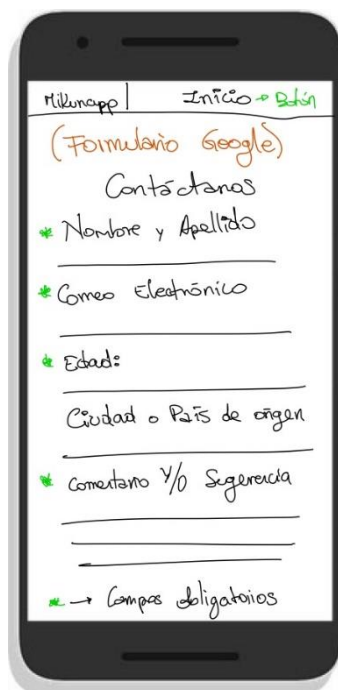 Mikunapp | Inicio → Botón
(Formulario Google)
Contáctanos
* Nombre y Apellido
* Correo Electrónico
* Edad:
Ciudad o País de origen
* Comentario y/o Sugerencia
* → Campos obligatorios